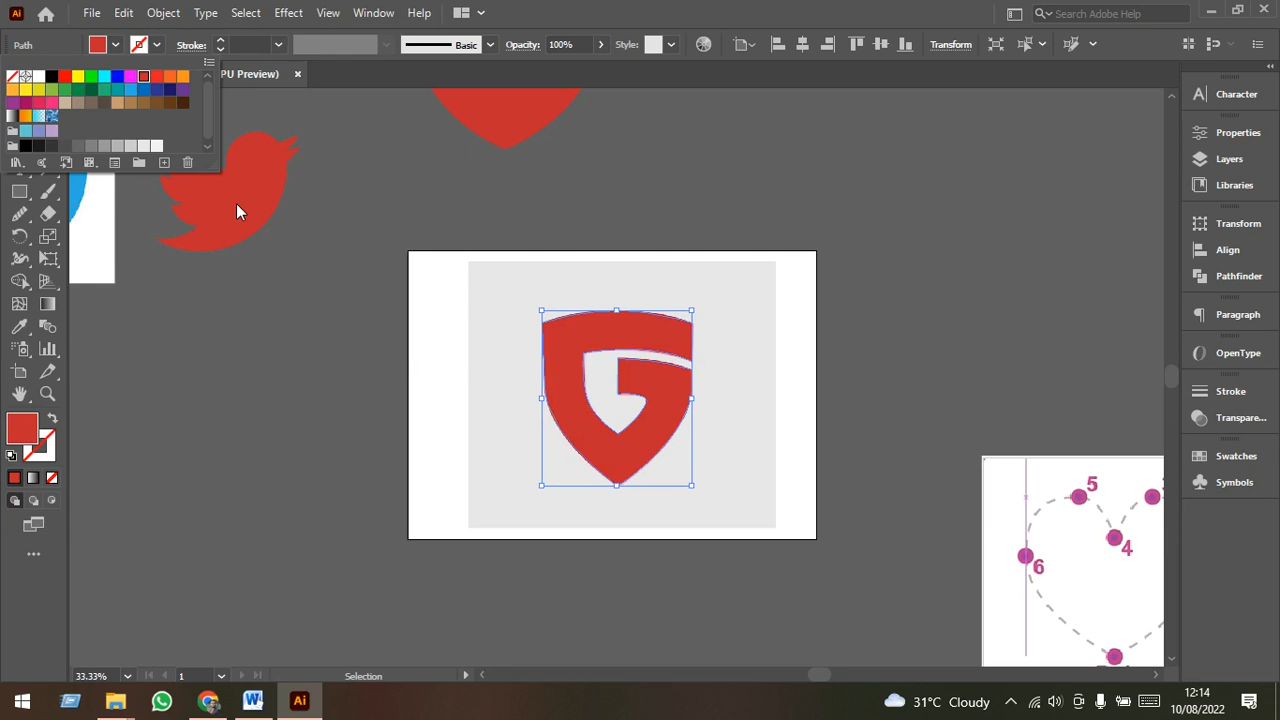 Ai File Edit Object Type Select Effect View Window Help Search Adobe Help
Path Stroke: Basic Opacity: 100% Style: Transform
PU Preview) ×
Character
Properties
Layers
Libraries
Transform
Align
Pathfinder
Paragraph
OpenType
Stroke
Transpare...
Swatches
Symbols
5
4
6
33.33% 1 Selection
Ai 31°C Cloudy 12:14
10/08/2022